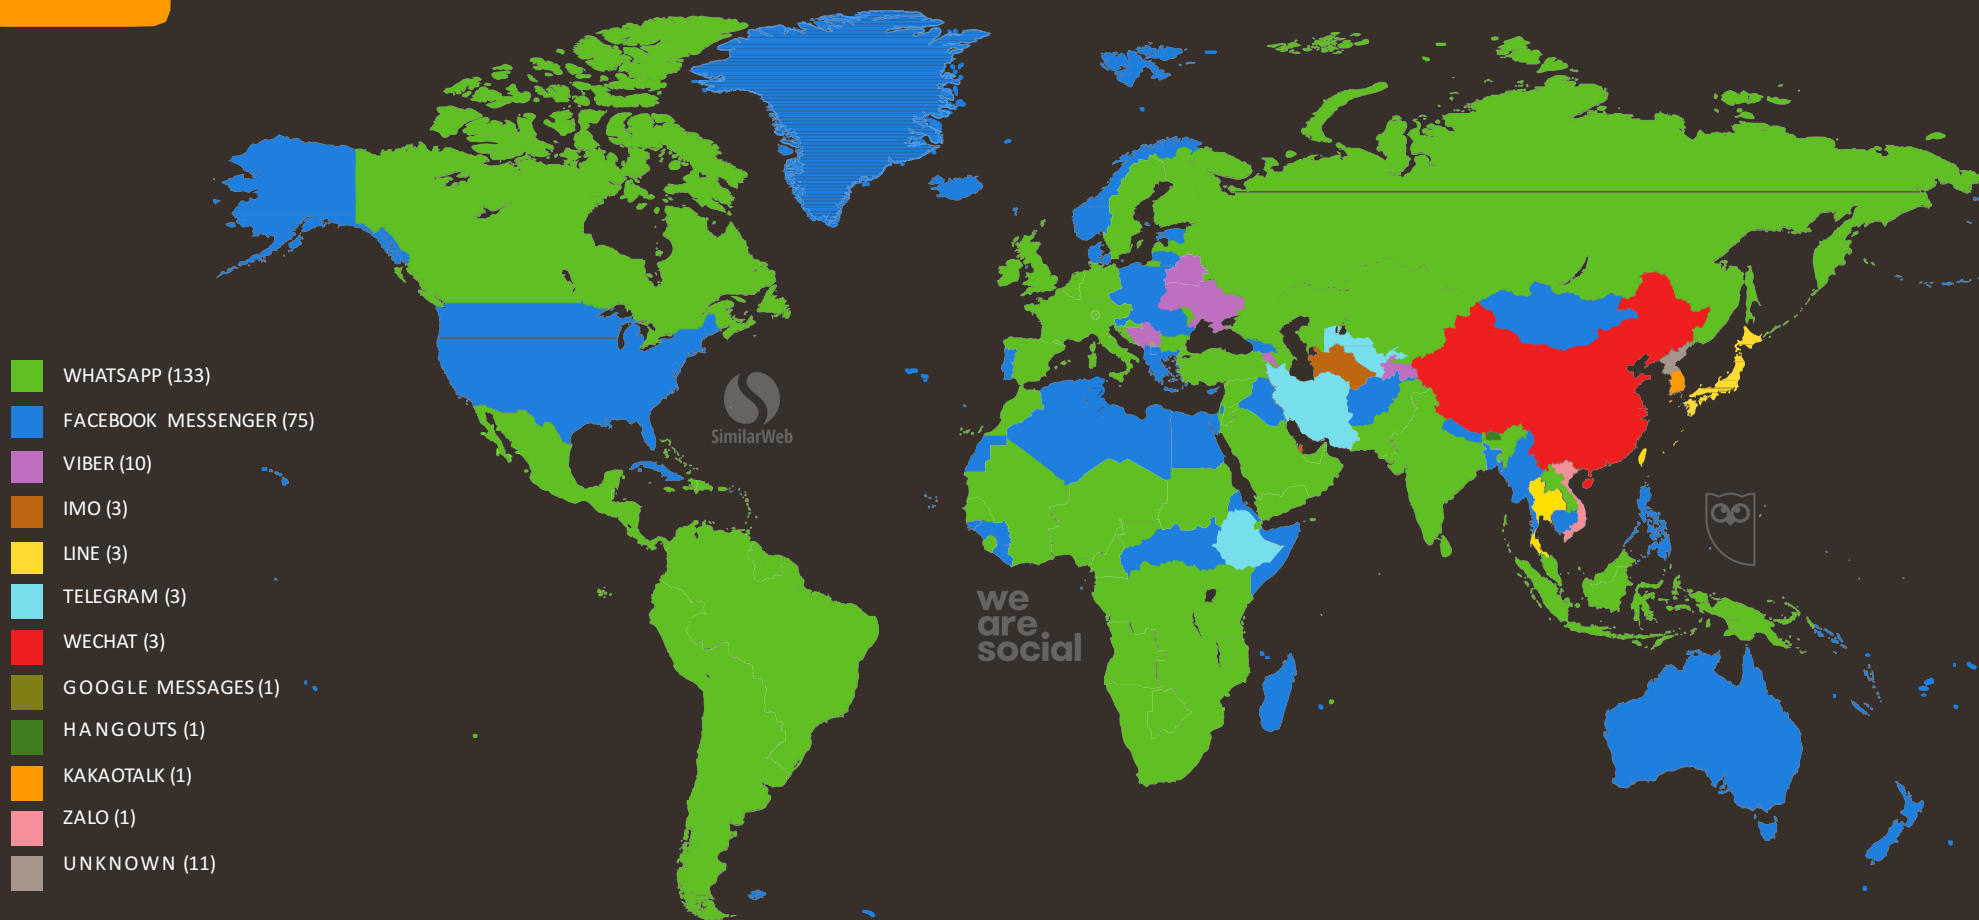 WHATSAPP (133)
FACEBOOK MESSENGER (75)
VIBER (10)
IMO (3)
LINE (3)
TELEGRAM (3)
WECHAT (3)
GOOGLE MESSAGES (1)
HANGOUTS (1)
KAKAOTALK (1)
ZALO (1)
UNKNOWN (11)
SimilarWeb
we
are
social